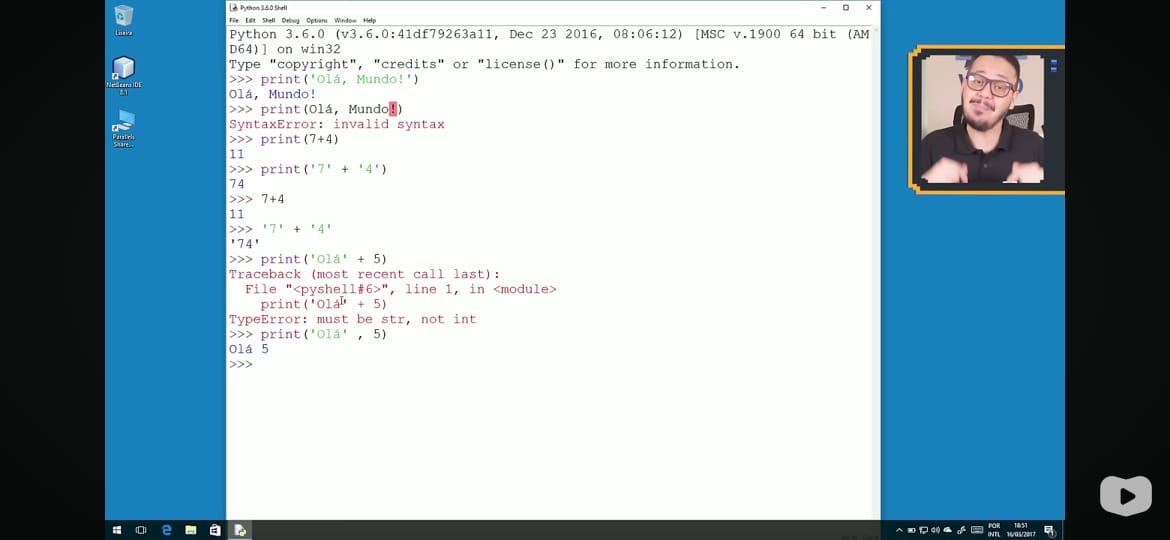 Python 3.6.0 Shell
File Edit Shell Debug Options Window Help
Python 3.6.0 (v3.6.0:41df79263a11, Dec 23 2016, 08:06:12) [MSC v.1900 64 bit (AM
D64)] on win32
Type "copyright", "credits" or "license()" for more information.
>>> print('Olá, Mundo!')
Olá, Mundo!
>>> print(Olá, Mundo!)
SyntaxError: invalid syntax
>>> print(7+4)
11
>>> print('7' + '4')
74
>>> 7+4
11
>>> '7' + '4'
'74'
>>> print('Olá' + 5)
Traceback (most recent call last):
  File "<pyshell#6>", line 1, in <module>
    print('Olá' + 5)
TypeError: must be str, not int
>>> print('Olá' , 5)
Olá 5
>>>
Lixeira
NetBeans IDE
8.1
Parallels
Share...
POR
INTL
18:51
16/03/2017